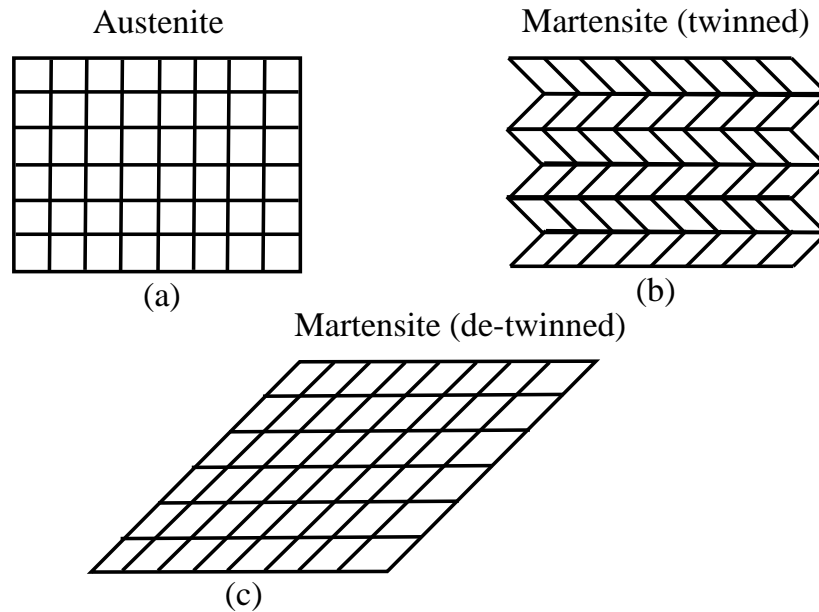 Austenite
Martensite (twinned)
(a)
(b)
Martensite (de-twinned)
(c)